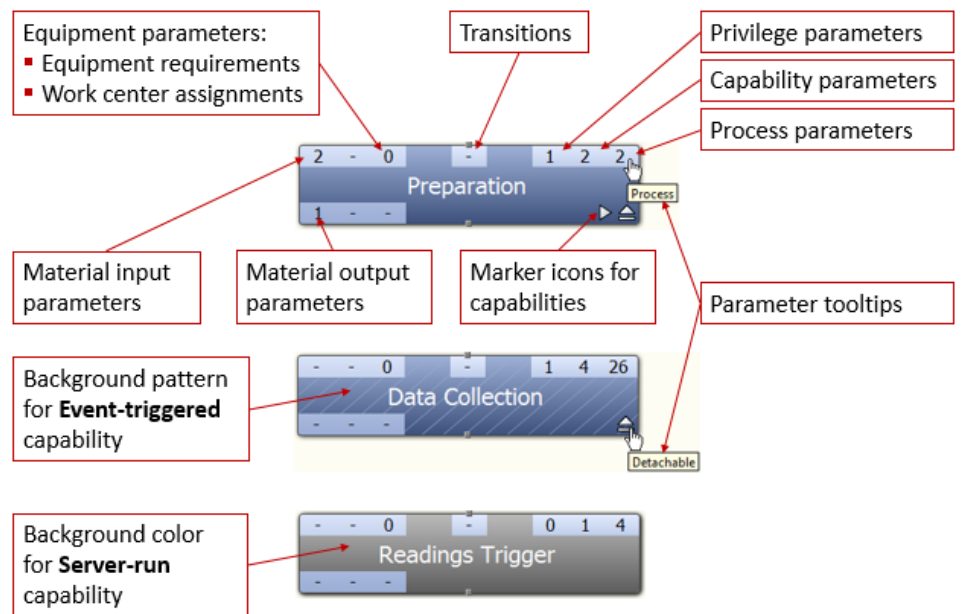 Equipment parameters:
▪ Equipment requirements
▪ Work center assignments
Transitions
Privilege parameters
Capability parameters
Process parameters
2 - 0 - 1 2 2
Preparation
Process
1 - -
Material input
parameters
Material output
parameters
Marker icons for
capabilities
Parameter tooltips
Background pattern
for Event-triggered
capability
- - 0 - 1 4 26
Data Collection
- - -
Detachable
Background color
for Server-run
capability
- - 0 - 0 1 4
Readings Trigger
- - -